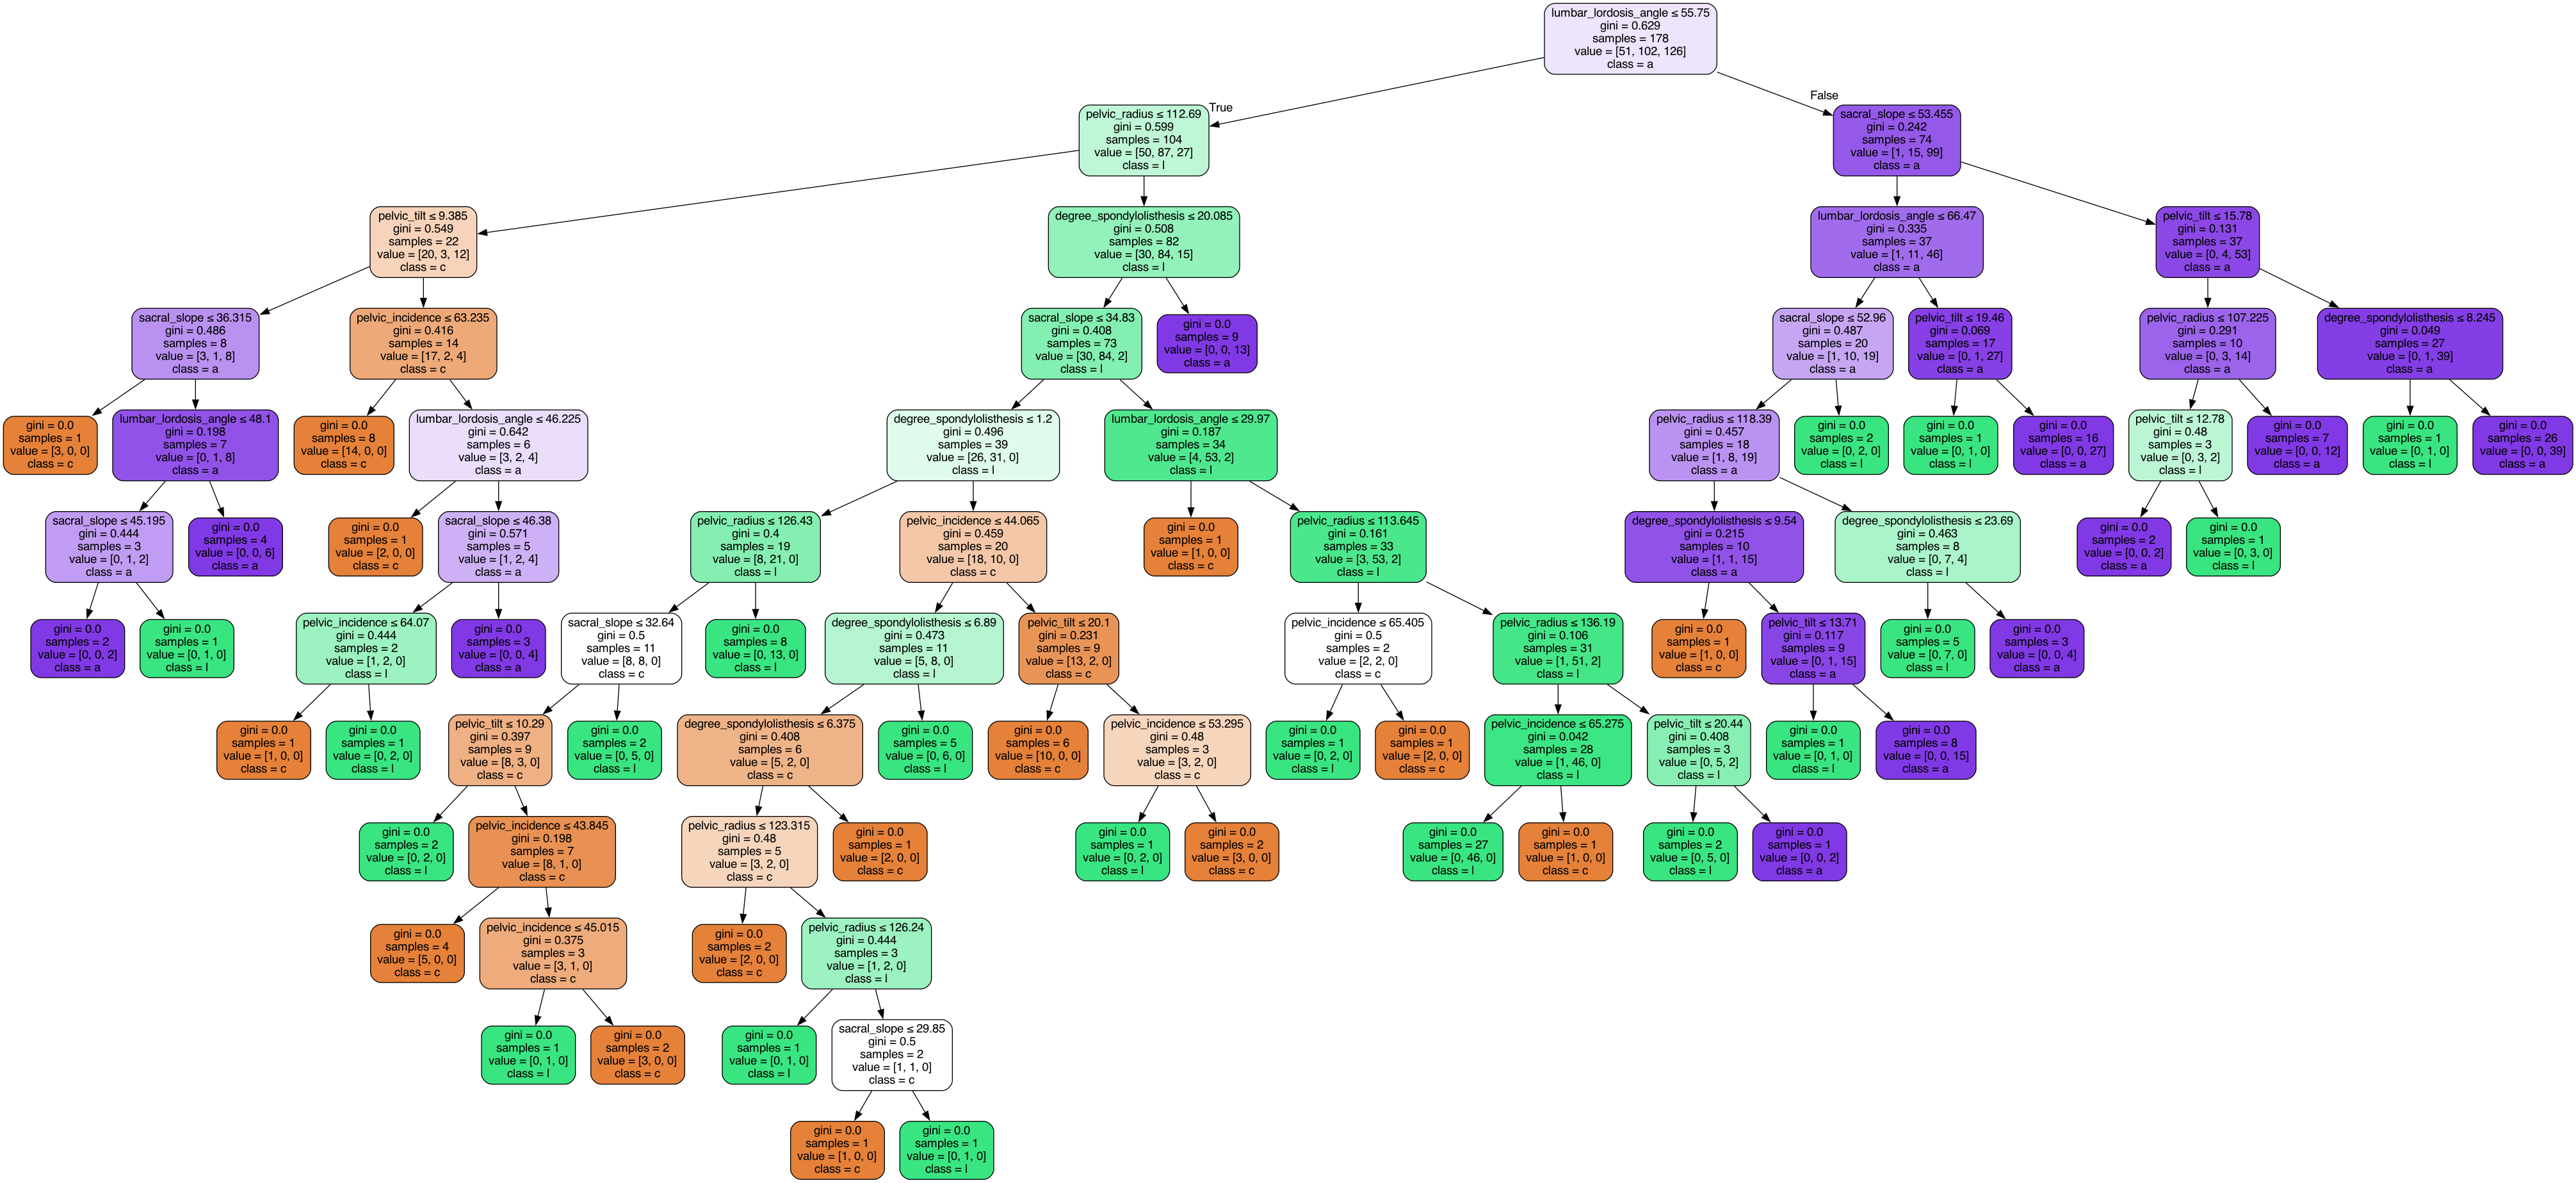 lumbar_lordosis_angle ≤ 55.75
gini = 0.629
samples = 178
value = [51, 102, 126]
class = a
True
False
pelvic_radius ≤ 112.69
gini = 0.599
samples = 104
value = [50, 87, 27]
class = l
sacral_slope ≤ 53.455
gini = 0.242
samples = 74
value = [1, 15, 99]
class = a
pelvic_tilt ≤ 9.385
gini = 0.549
samples = 22
value = [20, 3, 12]
class = c
degree_spondylolisthesis ≤ 20.085
gini = 0.508
samples = 82
value = [30, 84, 15]
class = l
lumbar_lordosis_angle ≤ 66.47
gini = 0.335
samples = 37
value = [1, 11, 46]
class = a
pelvic_tilt ≤ 15.78
gini = 0.131
samples = 37
value = [0, 4, 53]
class = a
sacral_slope ≤ 36.315
gini = 0.486
samples = 8
value = [3, 1, 8]
class = a
pelvic_incidence ≤ 63.235
gini = 0.416
samples = 14
value = [17, 2, 4]
class = c
sacral_slope ≤ 34.83
gini = 0.408
samples = 73
value = [30, 84, 2]
class = l
gini = 0.0
samples = 9
value = [0, 0, 13]
class = a
sacral_slope ≤ 52.96
gini = 0.487
samples = 20
value = [1, 10, 19]
class = a
pelvic_tilt ≤ 19.46
gini = 0.069
samples = 17
value = [0, 1, 27]
class = a
pelvic_radius ≤ 107.225
gini = 0.291
samples = 10
value = [0, 3, 14]
class = a
degree_spondylolisthesis ≤ 8.245
gini = 0.049
samples = 27
value = [0, 1, 39]
class = a
gini = 0.0
samples = 1
value = [3, 0, 0]
class = c
lumbar_lordosis_angle ≤ 48.1
gini = 0.198
samples = 7
value = [0, 1, 8]
class = a
gini = 0.0
samples = 8
value = [14, 0, 0]
class = c
lumbar_lordosis_angle ≤ 46.225
gini = 0.642
samples = 6
value = [3, 2, 4]
class = a
degree_spondylolisthesis ≤ 1.2
gini = 0.496
samples = 39
value = [26, 31, 0]
class = l
lumbar_lordosis_angle ≤ 29.97
gini = 0.187
samples = 34
value = [4, 53, 2]
class = l
pelvic_radius ≤ 118.39
gini = 0.457
samples = 18
value = [1, 8, 19]
class = a
gini = 0.0
samples = 2
value = [0, 2, 0]
class = l
gini = 0.0
samples = 1
value = [0, 1, 0]
class = l
gini = 0.0
samples = 16
value = [0, 0, 27]
class = a
pelvic_tilt ≤ 12.78
gini = 0.48
samples = 3
value = [0, 3, 2]
class = l
gini = 0.0
samples = 7
value = [0, 0, 12]
class = a
gini = 0.0
samples = 1
value = [0, 1, 0]
class = l
gini = 0.0
samples = 26
value = [0, 0, 39]
class = a
sacral_slope ≤ 45.195
gini = 0.444
samples = 3
value = [0, 1, 2]
class = a
gini = 0.0
samples = 4
value = [0, 0, 6]
class = a
gini = 0.0
samples = 1
value = [2, 0, 0]
class = c
sacral_slope ≤ 46.38
gini = 0.571
samples = 5
value = [1, 2, 4]
class = a
pelvic_radius ≤ 126.43
gini = 0.4
samples = 19
value = [8, 21, 0]
class = l
pelvic_incidence ≤ 44.065
gini = 0.459
samples = 20
value = [18, 10, 0]
class = c
gini = 0.0
samples = 1
value = [1, 0, 0]
class = c
pelvic_radius ≤ 113.645
gini = 0.161
samples = 33
value = [3, 53, 2]
class = l
degree_spondylolisthesis ≤ 9.54
gini = 0.215
samples = 10
value = [1, 1, 15]
class = a
degree_spondylolisthesis ≤ 23.69
gini = 0.463
samples = 8
value = [0, 7, 4]
class = l
gini = 0.0
samples = 2
value = [0, 0, 2]
class = a
gini = 0.0
samples = 1
value = [0, 3, 0]
class = l
gini = 0.0
samples = 2
value = [0, 0, 2]
class = a
gini = 0.0
samples = 1
value = [0, 1, 0]
class = l
pelvic_incidence ≤ 64.07
gini = 0.444
samples = 2
value = [1, 2, 0]
class = l
gini = 0.0
samples = 3
value = [0, 0, 4]
class = a
sacral_slope ≤ 32.64
gini = 0.5
samples = 11
value = [8, 8, 0]
class = c
gini = 0.0
samples = 8
value = [0, 13, 0]
class = l
degree_spondylolisthesis ≤ 6.89
gini = 0.473
samples = 11
value = [5, 8, 0]
class = l
pelvic_tilt ≤ 20.1
gini = 0.231
samples = 9
value = [13, 2, 0]
class = c
pelvic_incidence ≤ 65.405
gini = 0.5
samples = 2
value = [2, 2, 0]
class = c
pelvic_radius ≤ 136.19
gini = 0.106
samples = 31
value = [1, 51, 2]
class = l
gini = 0.0
samples = 1
value = [1, 0, 0]
class = c
pelvic_tilt ≤ 13.71
gini = 0.117
samples = 9
value = [0, 1, 15]
class = a
gini = 0.0
samples = 5
value = [0, 7, 0]
class = l
gini = 0.0
samples = 3
value = [0, 0, 4]
class = a
gini = 0.0
samples = 1
value = [1, 0, 0]
class = c
gini = 0.0
samples = 1
value = [0, 2, 0]
class = l
pelvic_tilt ≤ 10.29
gini = 0.397
samples = 9
value = [8, 3, 0]
class = c
gini = 0.0
samples = 2
value = [0, 5, 0]
class = l
degree_spondylolisthesis ≤ 6.375
gini = 0.408
samples = 6
value = [5, 2, 0]
class = c
gini = 0.0
samples = 5
value = [0, 6, 0]
class = l
gini = 0.0
samples = 6
value = [10, 0, 0]
class = c
pelvic_incidence ≤ 53.295
gini = 0.48
samples = 3
value = [3, 2, 0]
class = c
gini = 0.0
samples = 1
value = [0, 2, 0]
class = l
gini = 0.0
samples = 1
value = [2, 0, 0]
class = c
pelvic_incidence ≤ 65.275
gini = 0.042
samples = 28
value = [1, 46, 0]
class = l
pelvic_tilt ≤ 20.44
gini = 0.408
samples = 3
value = [0, 5, 2]
class = l
gini = 0.0
samples = 1
value = [0, 1, 0]
class = l
gini = 0.0
samples = 8
value = [0, 0, 15]
class = a
gini = 0.0
samples = 2
value = [0, 2, 0]
class = l
pelvic_incidence ≤ 43.845
gini = 0.198
samples = 7
value = [8, 1, 0]
class = c
pelvic_radius ≤ 123.315
gini = 0.48
samples = 5
value = [3, 2, 0]
class = c
gini = 0.0
samples = 1
value = [2, 0, 0]
class = c
gini = 0.0
samples = 1
value = [0, 2, 0]
class = l
gini = 0.0
samples = 2
value = [3, 0, 0]
class = c
gini = 0.0
samples = 27
value = [0, 46, 0]
class = l
gini = 0.0
samples = 1
value = [1, 0, 0]
class = c
gini = 0.0
samples = 2
value = [0, 5, 0]
class = l
gini = 0.0
samples = 1
value = [0, 0, 2]
class = a
gini = 0.0
samples = 4
value = [5, 0, 0]
class = c
pelvic_incidence ≤ 45.015
gini = 0.375
samples = 3
value = [3, 1, 0]
class = c
gini = 0.0
samples = 2
value = [2, 0, 0]
class = c
pelvic_radius ≤ 126.24
gini = 0.444
samples = 3
value = [1, 2, 0]
class = l
gini = 0.0
samples = 1
value = [0, 1, 0]
class = l
gini = 0.0
samples = 2
value = [3, 0, 0]
class = c
gini = 0.0
samples = 1
value = [0, 1, 0]
class = l
sacral_slope ≤ 29.85
gini = 0.5
samples = 2
value = [1, 1, 0]
class = c
gini = 0.0
samples = 1
value = [1, 0, 0]
class = c
gini = 0.0
samples = 1
value = [0, 1, 0]
class = l